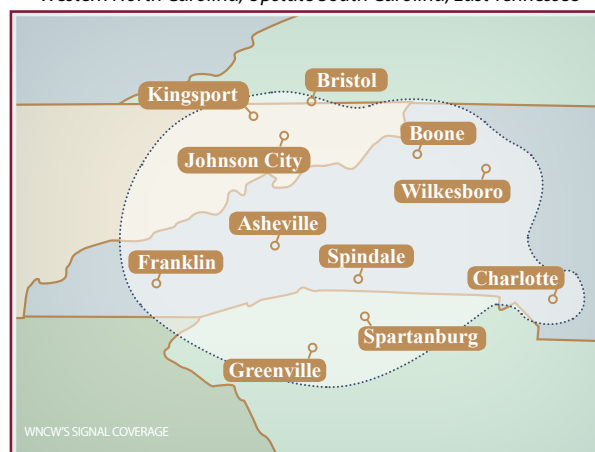 Western North Carolina, Upstate South Carolina, East Tennessee
Bristol
Kingsport
Boone
Johnson City
Wilkesboro
Asheville
Franklin
Spindale
Charlotte
Spartanburg
Greenville
WNCW'S SIGNAL COVERAGE